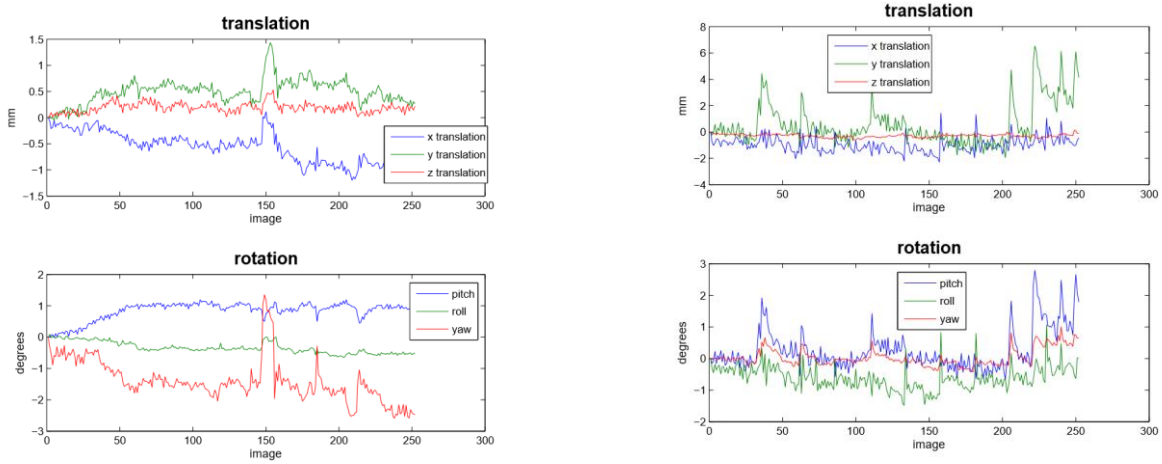 translation
1.5
1
0.5
0
−0.5
−1
−1.5
mm
x translation
y translation
z translation
0 50 100 150 200 250 300
image
rotation
2
1
0
−1
−2
−3
degrees
pitch
roll
yaw
0 50 100 150 200 250 300
image
translation
8
6
4
2
0
−2
−4
mm
x translation
y translation
z translation
0 50 100 150 200 250 300
image
rotation
3
2
1
0
−1
−2
degrees
pitch
roll
yaw
0 50 100 150 200 250 300
image